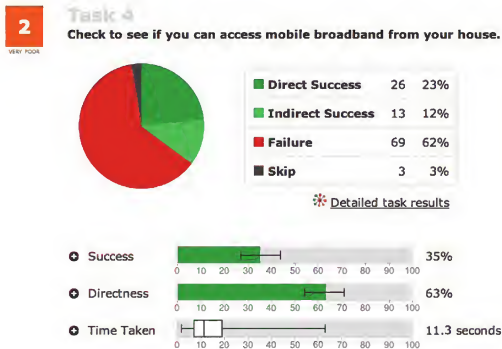 2
VERY POOR
Task 4
Check to see if you can access mobile broadband from your house.
Direct Success 26 23%
Indirect Success 13 12%
Failure 69 62%
Skip 3 3%
Detailed task results
Success 35%
0 10 20 30 40 50 60 70 80 90 100
Directness 63%
0 10 20 30 40 50 60 70 80 90 100
Time Taken 11.3 seconds
0 10 20 30 40 50 60 70 80 90 100